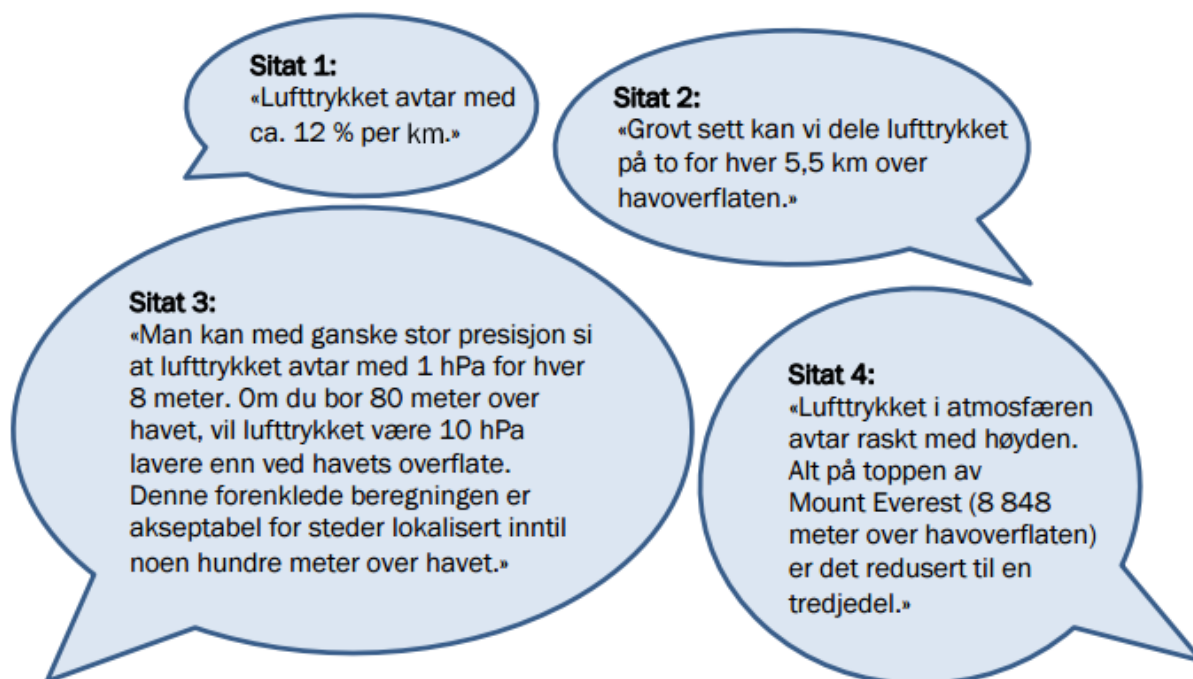 Sitat 1:
«Lufttrykket avtar med
ca. 12 % per km.»
Sitat 2:
«Grovt sett kan vi dele lufttrykket
på to for hver 5,5 km over
havoverflaten.»
Sitat 3:
«Man kan med ganske stor presisjon si
at lufttrykket avtar med 1 hPa for hver
8 meter. Om du bor 80 meter over
havet, vil lufttrykket være 10 hPa
lavere enn ved havets overflate.
Denne forenklede beregningen er
akseptabel for steder lokalisert inntil
noen hundre meter over havet.»
Sitat 4:
«Lufttrykket i atmosfæren
avtar raskt med høyden.
Alt på toppen av
Mount Everest (8 848
meter over havoverflaten)
er det redusert til en
tredjedel.»